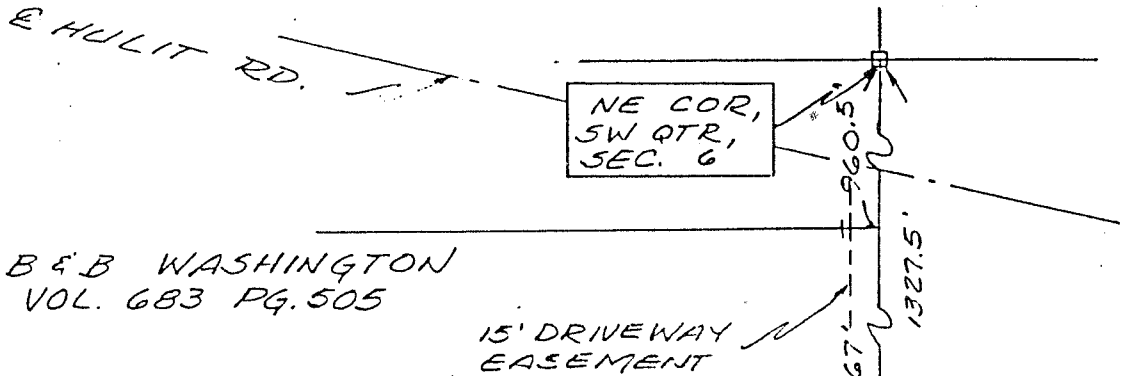 ⅊ HULIT RD.
NE COR,
SW QTR,
SEC. 6
960.5'
1327.5'
B & B WASHINGTON
VOL. 683 PG. 505
15' DRIVEWAY
EASEMENT
67'